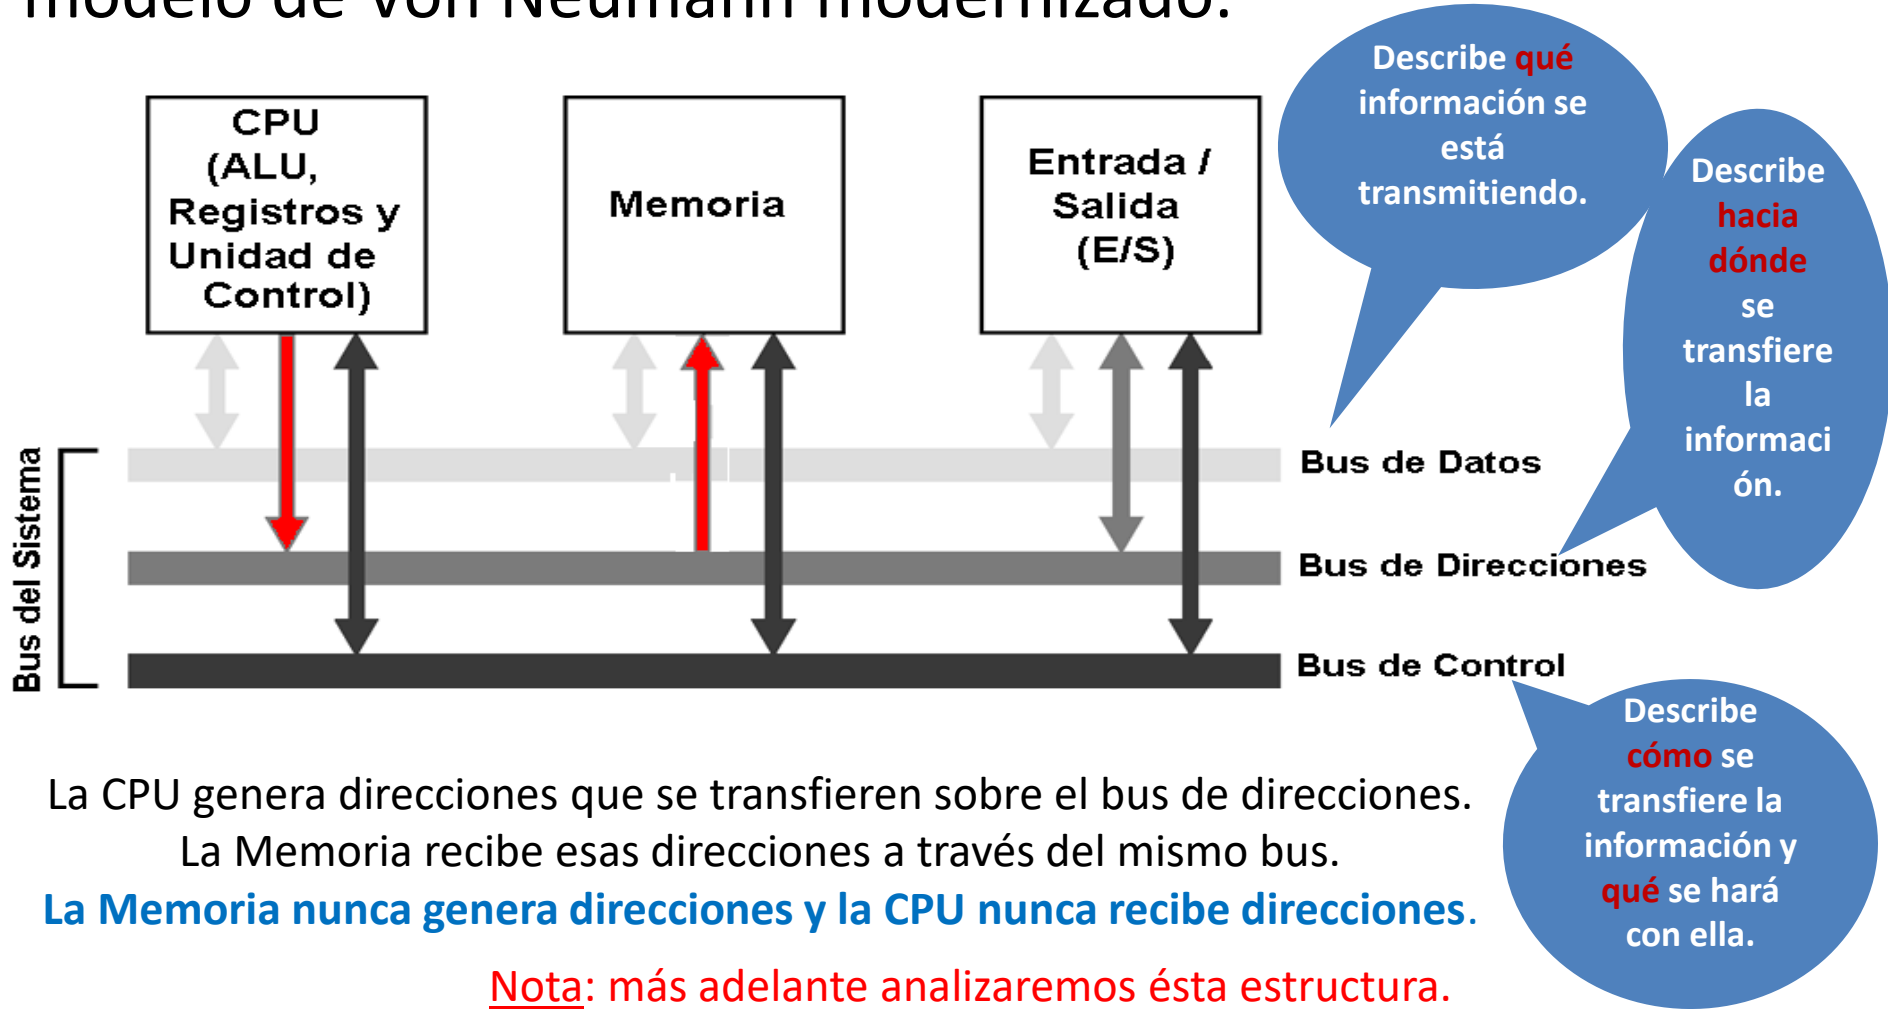 modelo de Von Neumann modernizado.
CPU
(ALU,
Registros y
Unidad de
Control)
Memoria
Entrada /
Salida
(E/S)
Describe qué
información se
está
transmitiendo.
Describe
hacia
dónde
se
transfiere
la
informaci
ón.
Bus del Sistema
Bus de Datos
Bus de Direcciones
Bus de Control
Describe
cómo se
transfiere la
información y
qué se hará
con ella.
La CPU genera direcciones que se transfieren sobre el bus de direcciones.
La Memoria recibe esas direcciones a través del mismo bus.
La Memoria nunca genera direcciones y la CPU nunca recibe direcciones.
Nota: más adelante analizaremos ésta estructura.